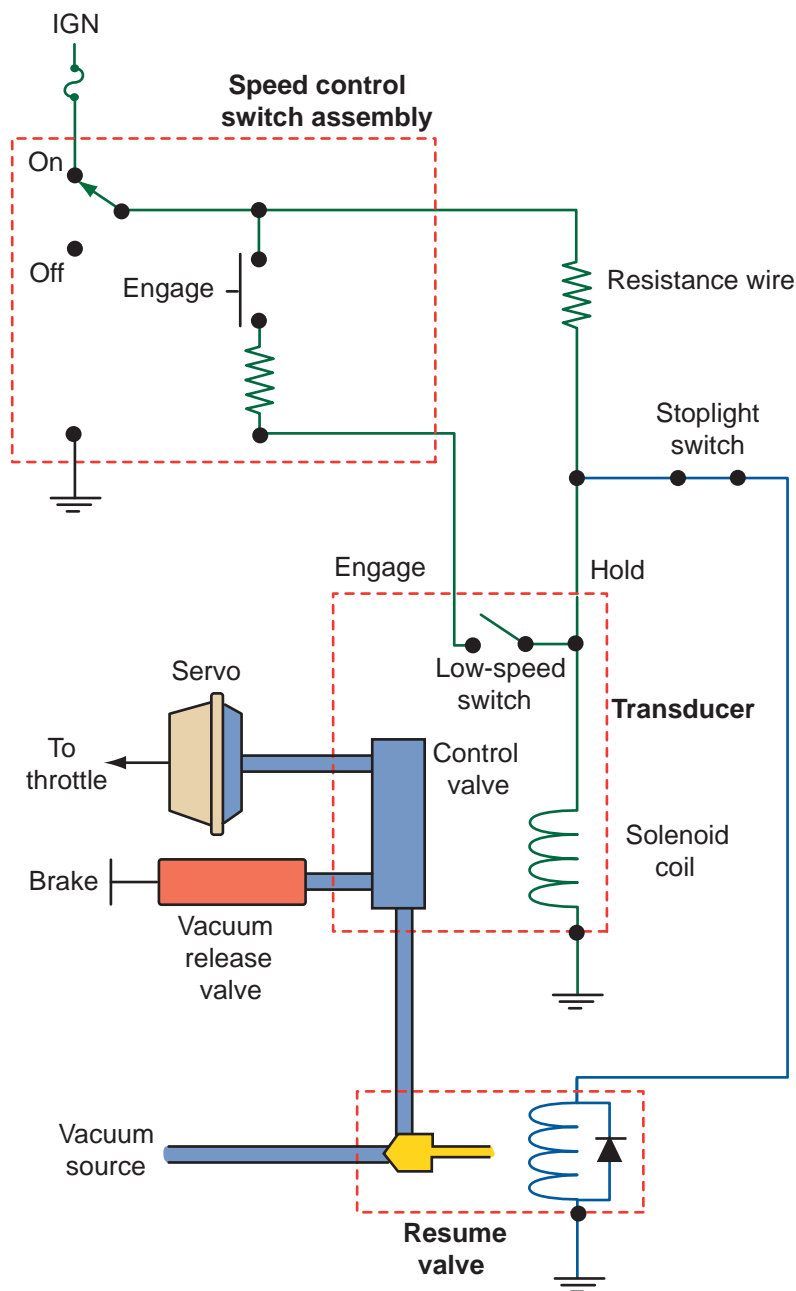 IGN
Speed control
switch assembly
On
Off
Engage
Resistance wire
Stoplight
switch
Engage
Hold
Low-speed
switch
Transducer
Servo
To
throttle
Control
valve
Solenoid
coil
Brake
Vacuum
release
valve
Vacuum
source
Resume
valve